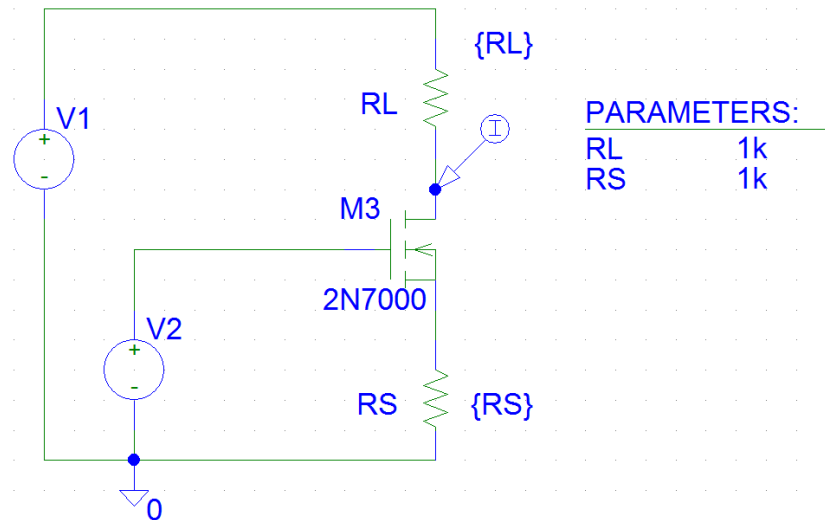 {RL}
RL
V1
+
-
I
PARAMETERS:
RL 1k
RS 1k
M3
2N7000
V2
+
-
RS {RS}
0